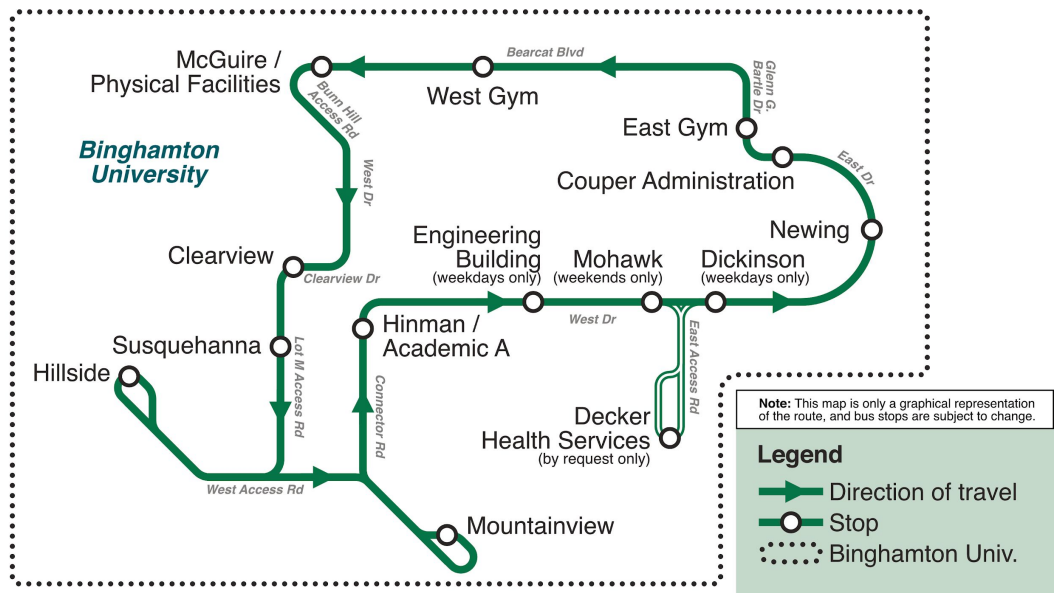 Bearcat Blvd
McGuire /
Physical Facilities
West Gym
Glenn G.
Bartle Dr
Bunn Hill
Access Rd
East Gym
Binghamton
University
Couper Administration
East Dr
West Dr
Newing
Clearview
Clearview Dr
Engineering
Building
(weekdays only)
Mohawk
(weekends only)
Dickinson
(weekdays only)
West Dr
Hinman /
Academic A
Susquehanna
Lot M Access Rd
East Access Rd
Hillside
Connector Rd
Decker
Health Services
(by request only)
West Access Rd
Mountainview
Note: This map is only a graphical representation
of the route, and bus stops are subject to change.
Legend
Direction of travel
Stop
Binghamton Univ.